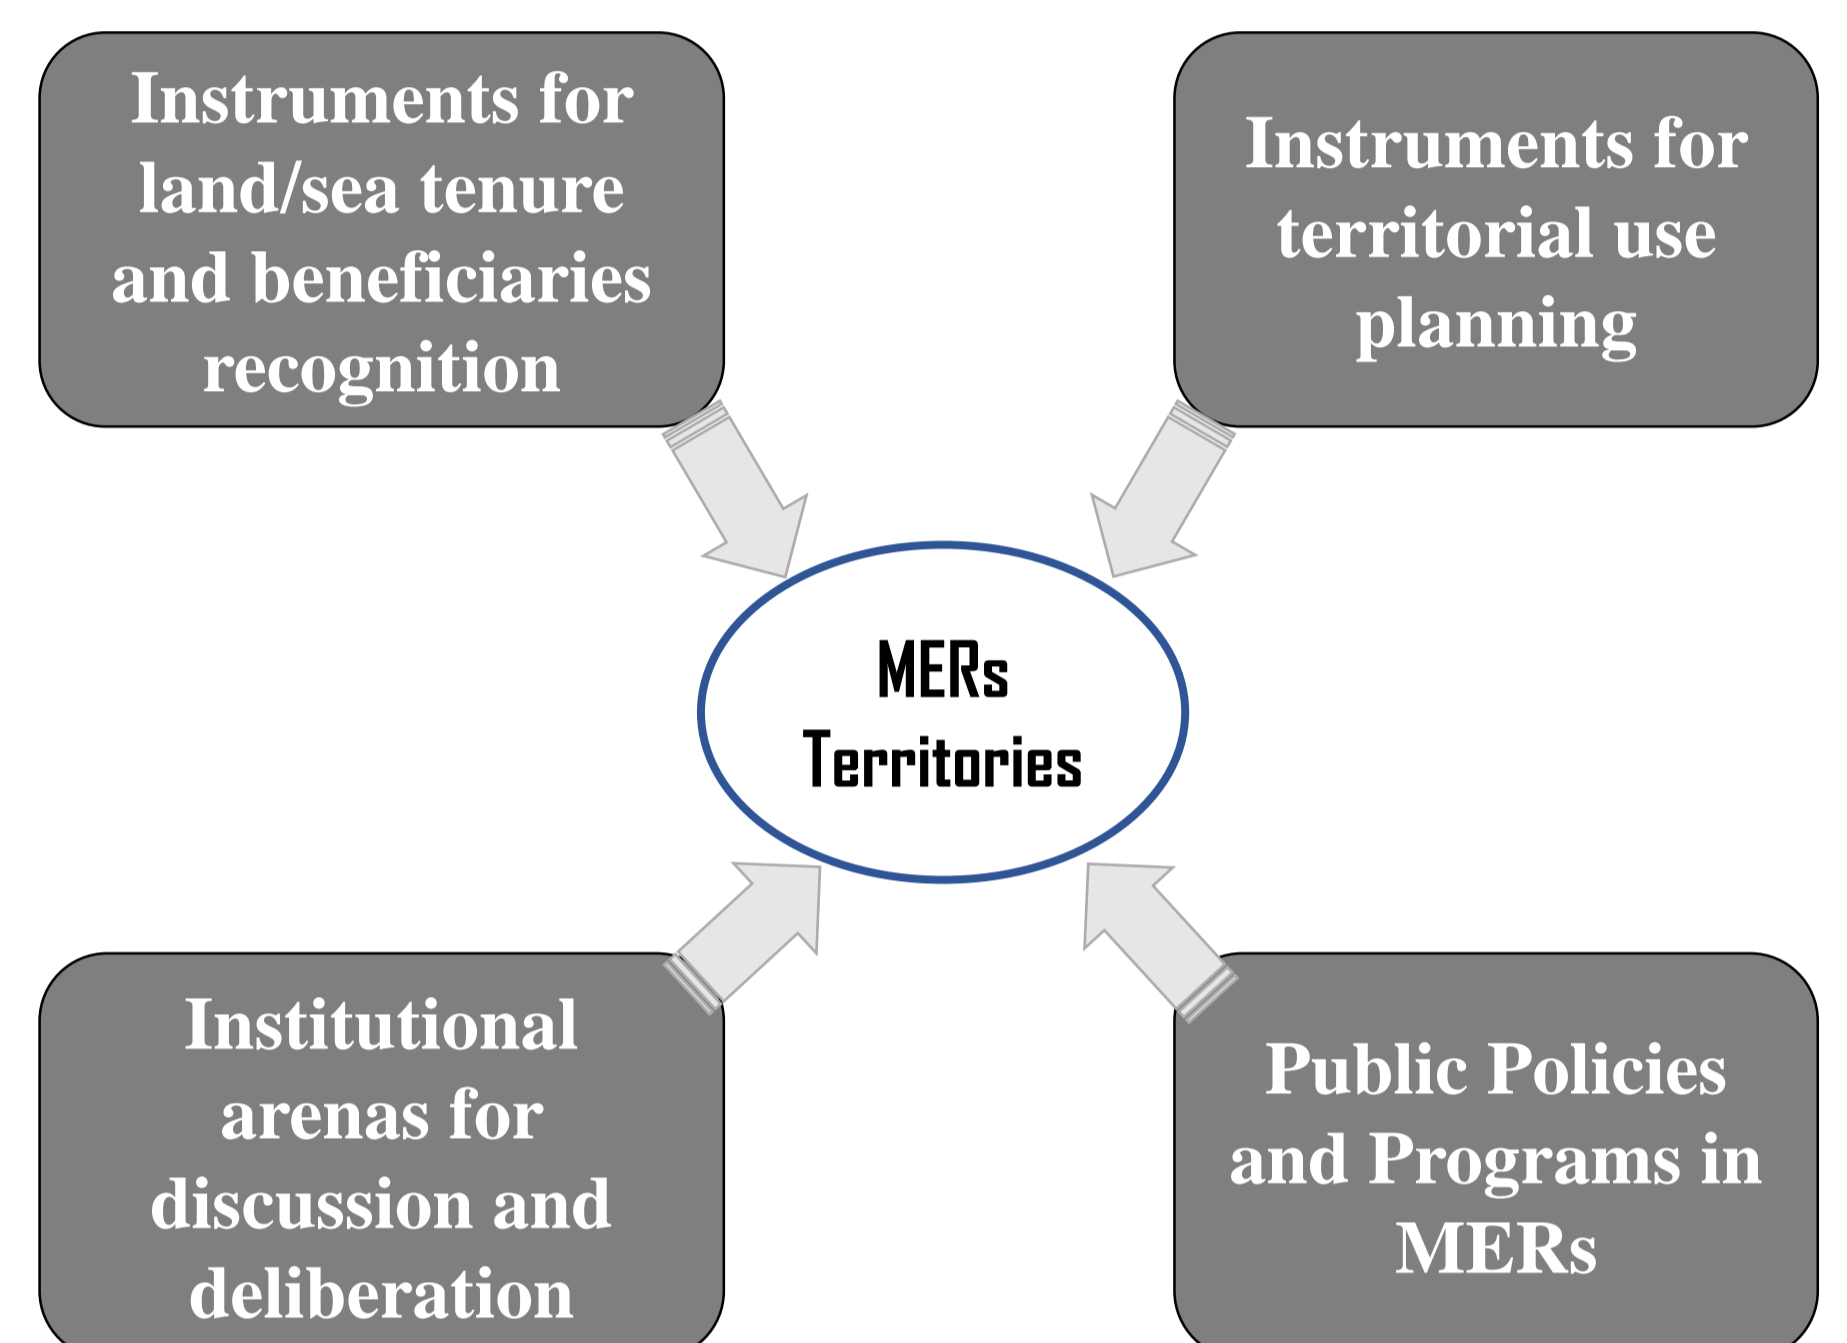 Instruments for
land/sea tenure
and beneficiaries
recognition
Instruments for
territorial use
planning
MERs
Territories
Institutional
arenas for
discussion and
deliberation
Public Policies
and Programs in
MERs